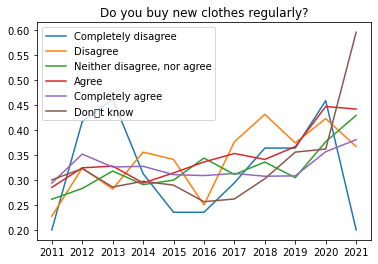 Do you buy new clothes regularly?
Completely disagree
Disagree
Neither disagree, nor agree
Agree
Completely agree
Don▯t know
0.60
0.55
0.50
0.45
0.40
0.35
0.30
0.25
0.20
2011 2012 2013 2014 2015 2016 2017 2018 2019 2020 2021